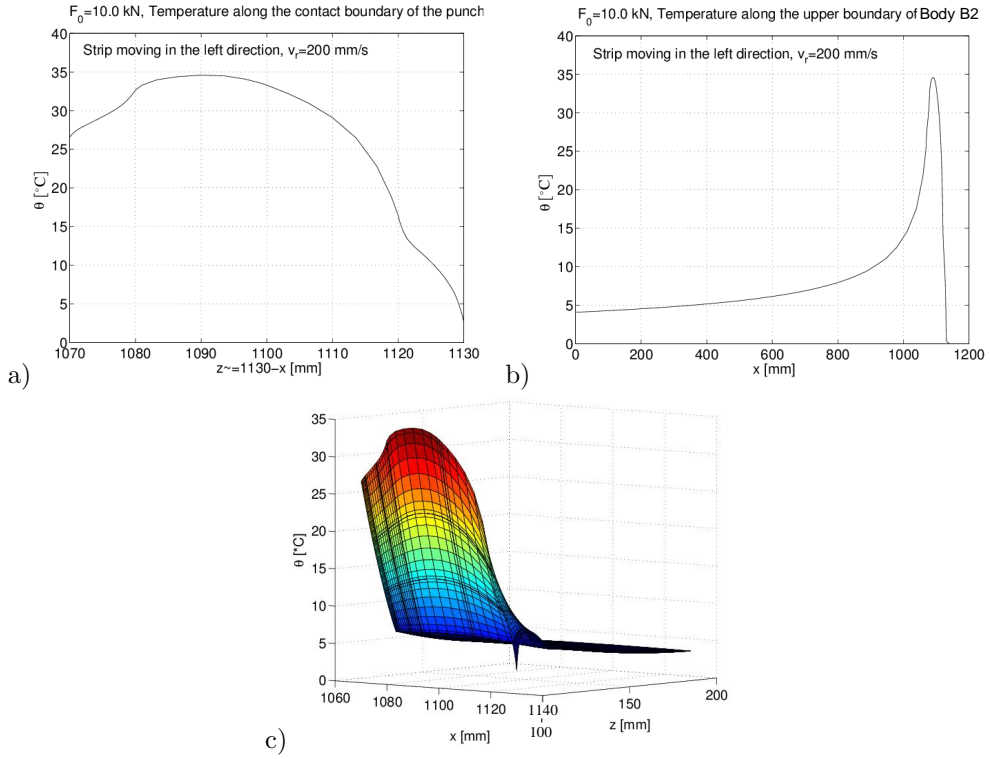 F0=10.0 kN, Temperature along the contact boundary of the punch
Strip moving in the left direction, vr=200 mm/s
40
35
30
25
20
15
10
5
0
θ [°C]
1070 1080 1090 1100 1110 1120 1130
z~=1130−x [mm]
a)
F0=10.0 kN, Temperature along the upper boundary of Body B2
Strip moving in the left direction, vr=200 mm/s
40
35
30
25
20
15
10
5
0
θ [°C]
0 200 400 600 800 1000 1200
x [mm]
b)
35
30
25
20
15
10
5
0
θ [°C]
1060 1080 1100 1120 1140
x [mm]
100 150 200
z [mm]
c)